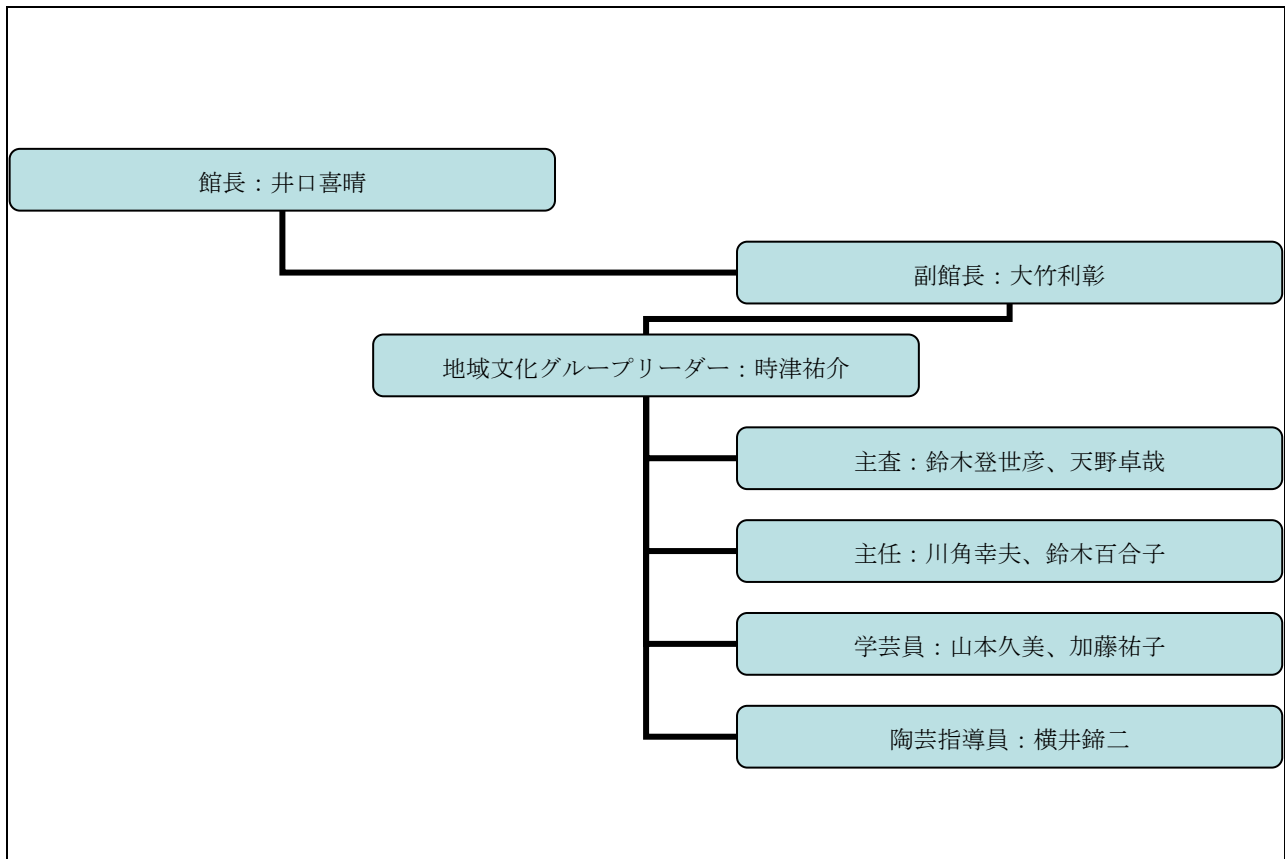 館長：井口喜晴
副館長：大竹利彰
地域文化グループリーダー：時津祐介
主査：鈴木登世彦、天野卓哉
主任：川角幸夫、鈴木百合子
学芸員：山本久美、加藤祐子
陶芸指導員：横井鍗二